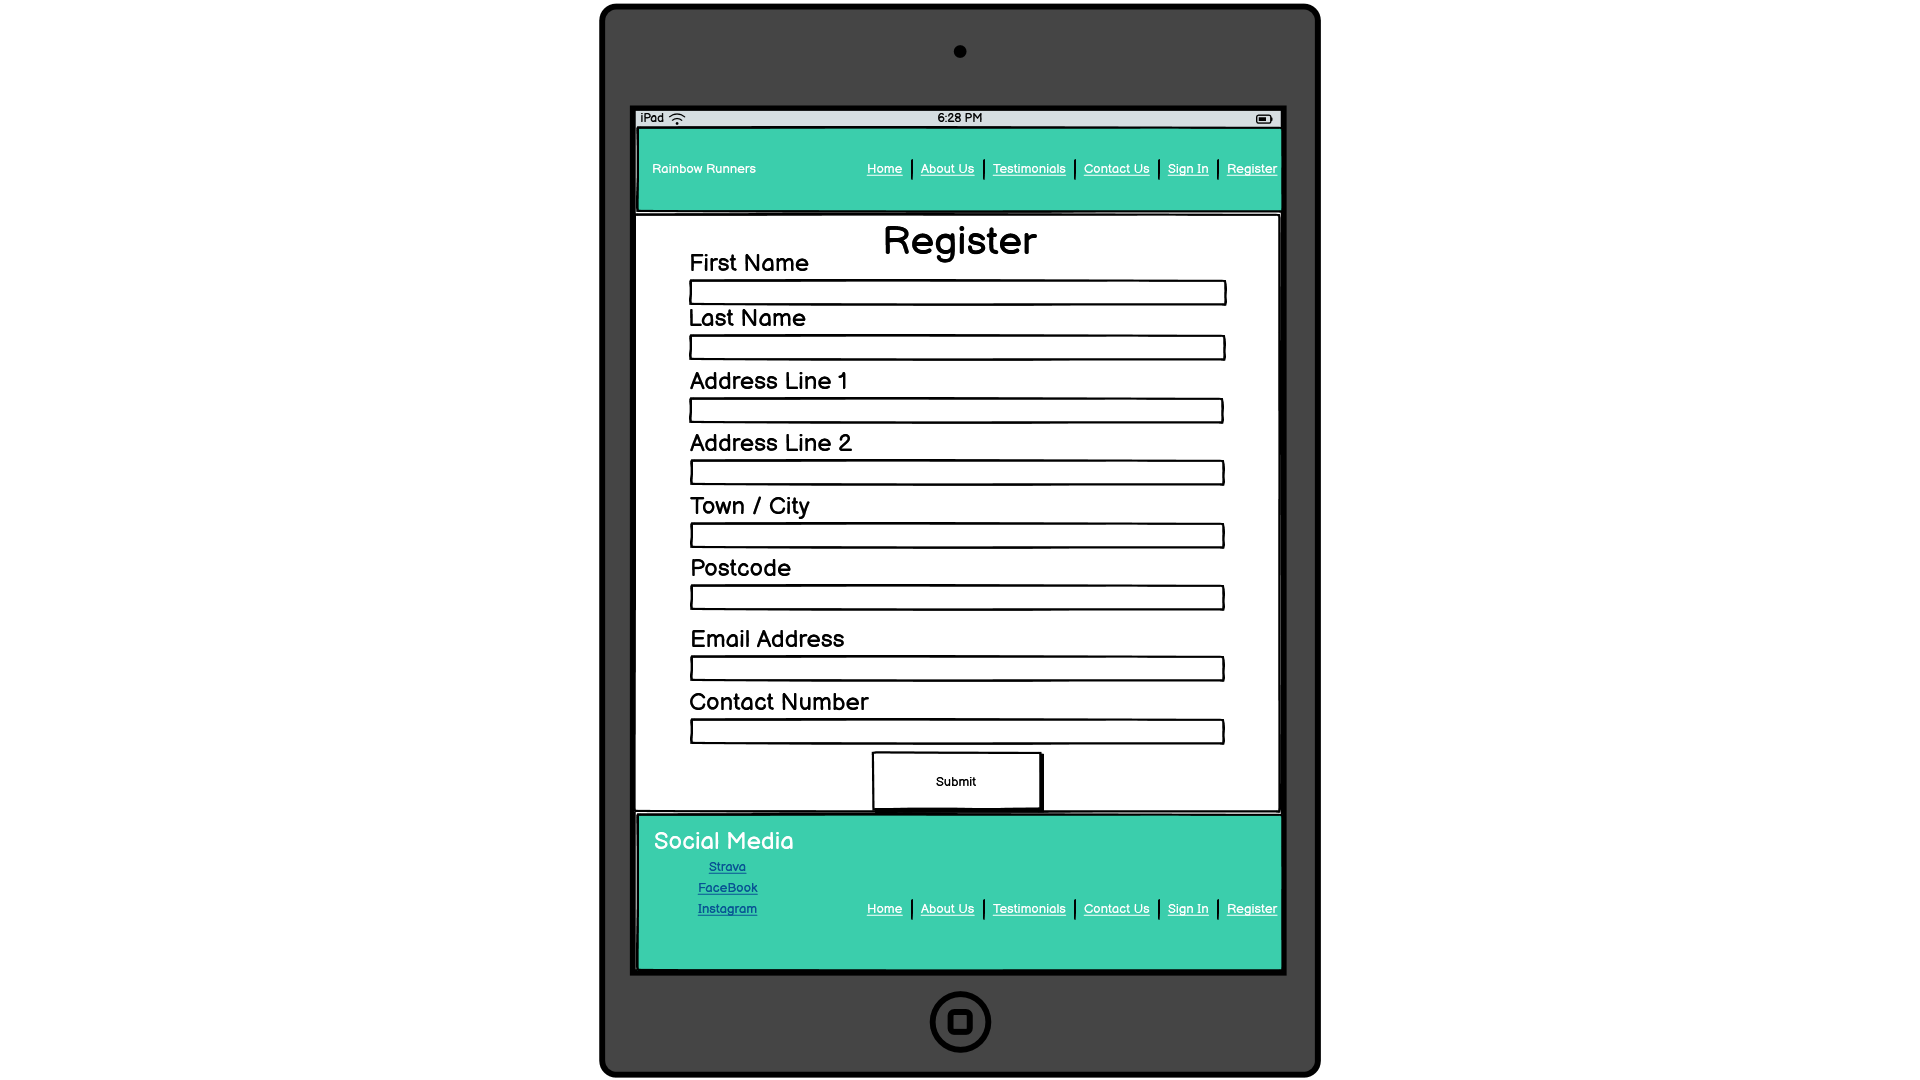 iPad 6:28 PM
Rainbow Runners Home About Us Testimonials Contact Us Sign In Register
Register
First Name
Last Name
Address Line 1
Address Line 2
Town / City
Postcode
Email Address
Contact Number
Submit
Social Media
Strava
FaceBook
Instagram Home About Us Testimonials Contact Us Sign In Register